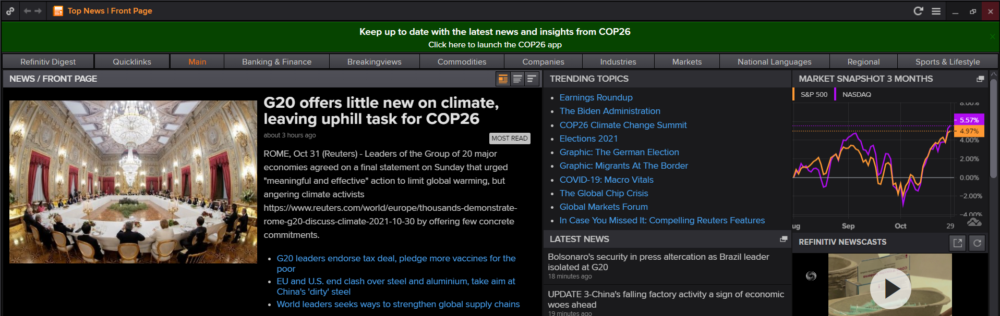 Top News | Front Page
Keep up to date with the latest news and insights from COP26
Click here to launch the COP26 app
Refinitiv Digest
Quicklinks
Main
Banking & Finance
Breakingviews
Commodities
Companies
Industries
Markets
National Languages
Regional
Sports & Lifestyle
NEWS / FRONT PAGE
G20 offers little new on climate,
leaving uphill task for COP26
about 3 hours ago
MOST READ
ROME, Oct 31 (Reuters) - Leaders of the Group of 20 major
economies agreed on a final statement on Sunday that urged
"meaningful and effective" action to limit global warming, but
angering climate activists
https://www.reuters.com/world/europe/thousands-demonstrate-
rome-g20-discuss-climate-2021-10-30 by offering few concrete
commitments.
• G20 leaders endorse tax deal, pledge more vaccines for the
poor
• EU and U.S. end clash over steel and aluminium, take aim at
China's 'dirty' steel
• World leaders seeks ways to strengthen global supply chains
TRENDING TOPICS
• Earnings Roundup
• The Biden Administration
• COP26 Climate Change Summit
• Elections 2021
• Graphic: The German Election
• Graphic: Migrants At The Border
• COVID-19: Macro Vitals
• The Global Chip Crisis
• Global Markets Forum
• In Case You Missed It: Compelling Reuters Features
LATEST NEWS
Bolsonaro's security in press altercation as Brazil leader
isolated at G20
18 minutes ago
UPDATE 3-China's falling factory activity a sign of economic
woes ahead
19 minutes ago
MARKET SNAPSHOT 3 MONTHS
S&P 500
NASDAQ
8.00%
5.57%
4.97%
4.00%
2.00%
0.00%
-2.00%
-4.00%
ug
Sep
Oct
29
REFINITIV NEWSCASTS